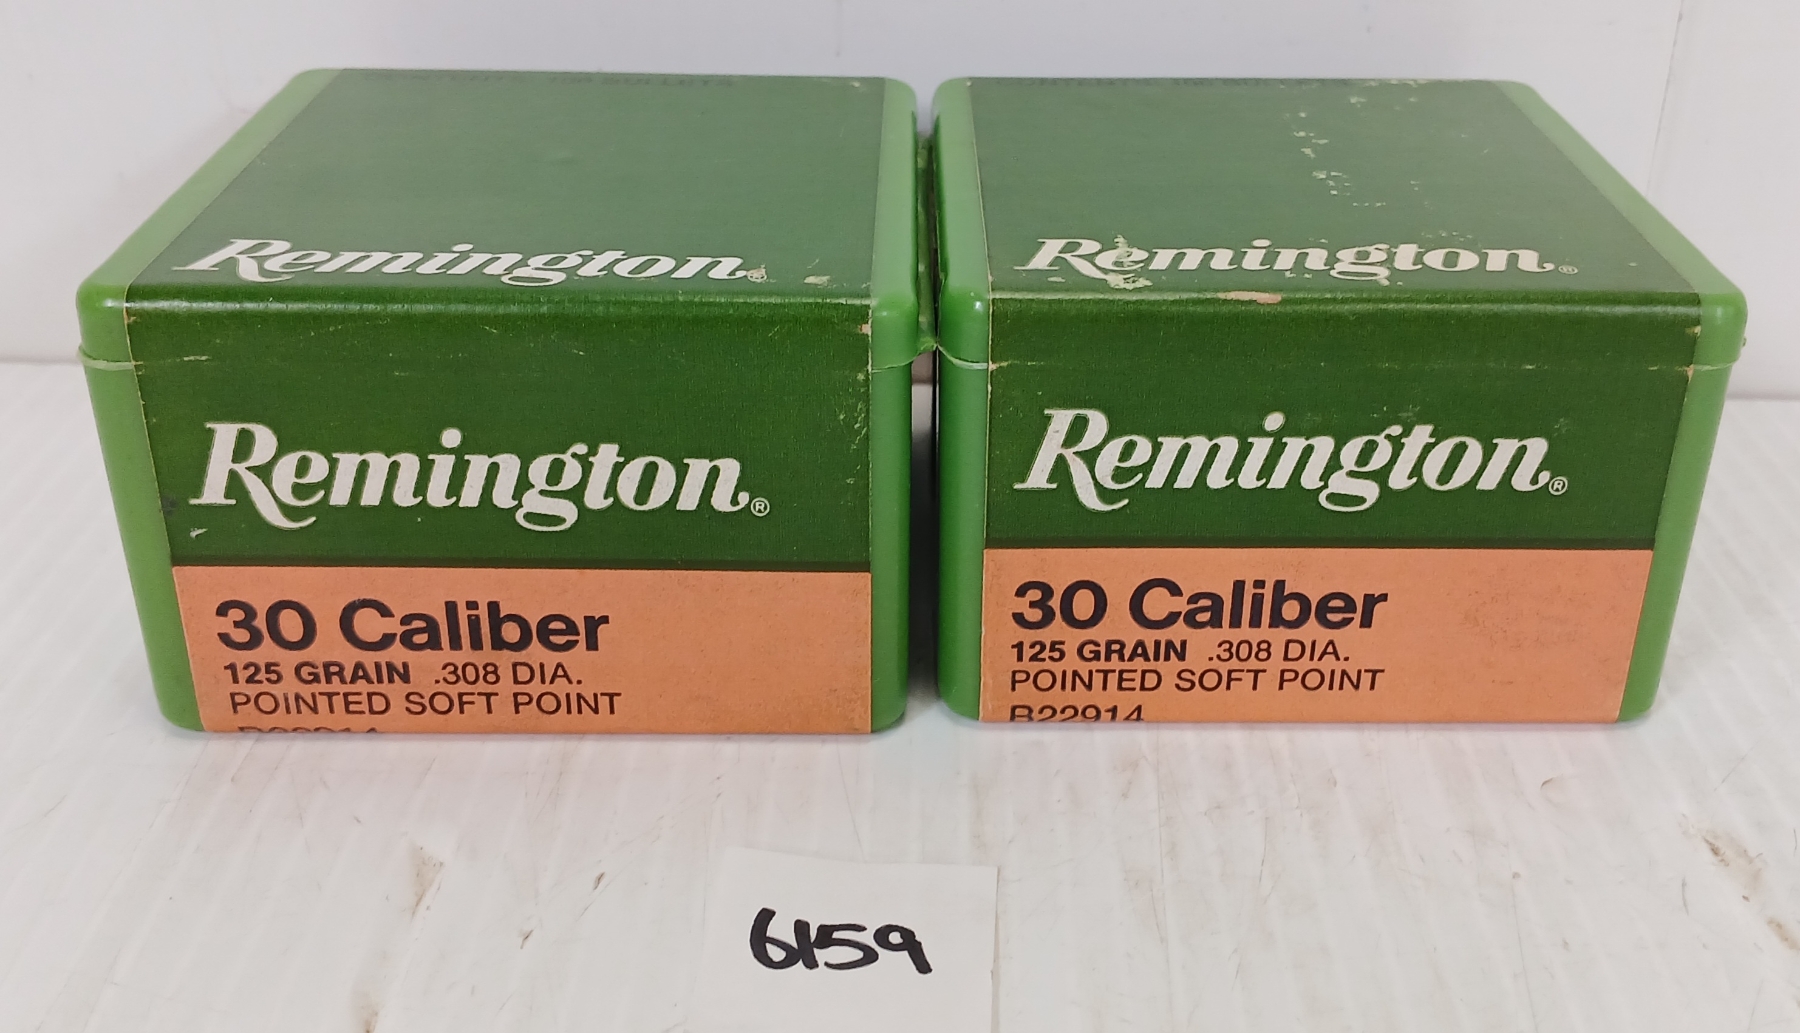 Remington®
Remington®
30 Caliber
125 GRAIN .308 DIA.
POINTED SOFT POINT
Remington®
Remington®
30 Caliber
125 GRAIN .308 DIA.
POINTED SOFT POINT
B22914
6159